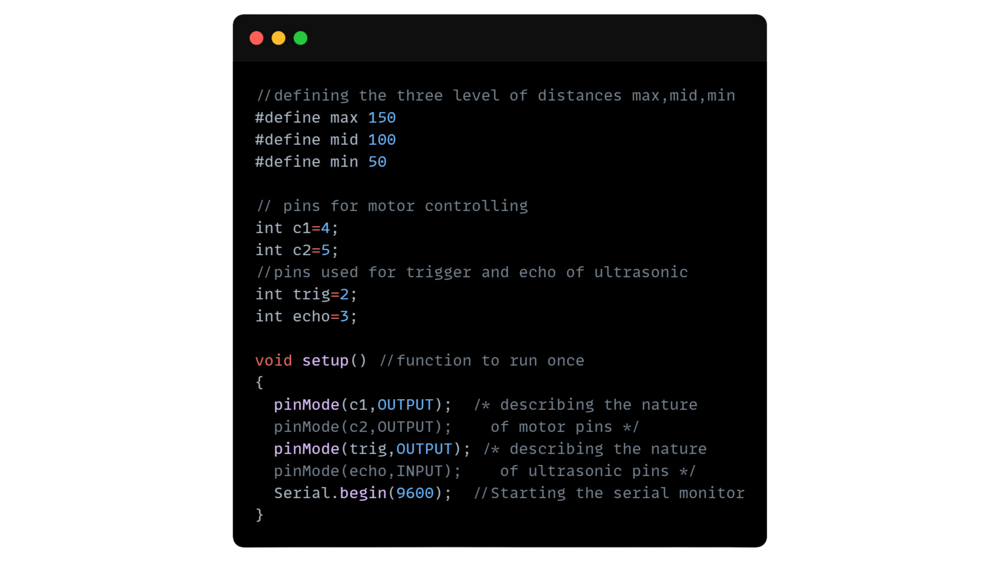 //defining the three level of distances max,mid,min
#define max 150
#define mid 100
#define min 50
// pins for motor controlling
int c1=4;
int c2=5;
//pins used for trigger and echo of ultrasonic
int trig=2;
int echo=3;
void setup() //function to run once
{
  pinMode(c1,OUTPUT);  /* describing the nature
  pinMode(c2,OUTPUT);    of motor pins */
  pinMode(trig,OUTPUT); /* describing the nature
  pinMode(echo,INPUT);    of ultrasonic pins */
  Serial.begin(9600);  //Starting the serial monitor
}